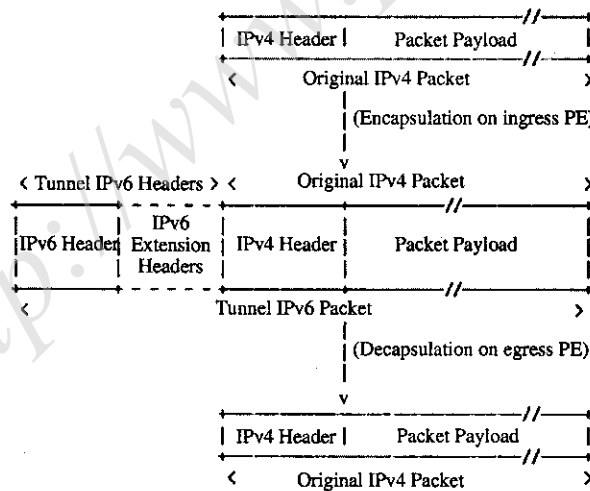 | IPv4 Header | Packet Payload |
< Original IPv4 Packet >
(Encapsulation on ingress PE)
< Tunnel IPv6 Headers > < Original IPv4 Packet >
IPv6 Header
IPv6 Extension Headers
IPv4 Header
Packet Payload
< Tunnel IPv6 Packet >
(Decapsulation on egress PE)
| IPv4 Header | Packet Payload |
< Original IPv4 Packet >